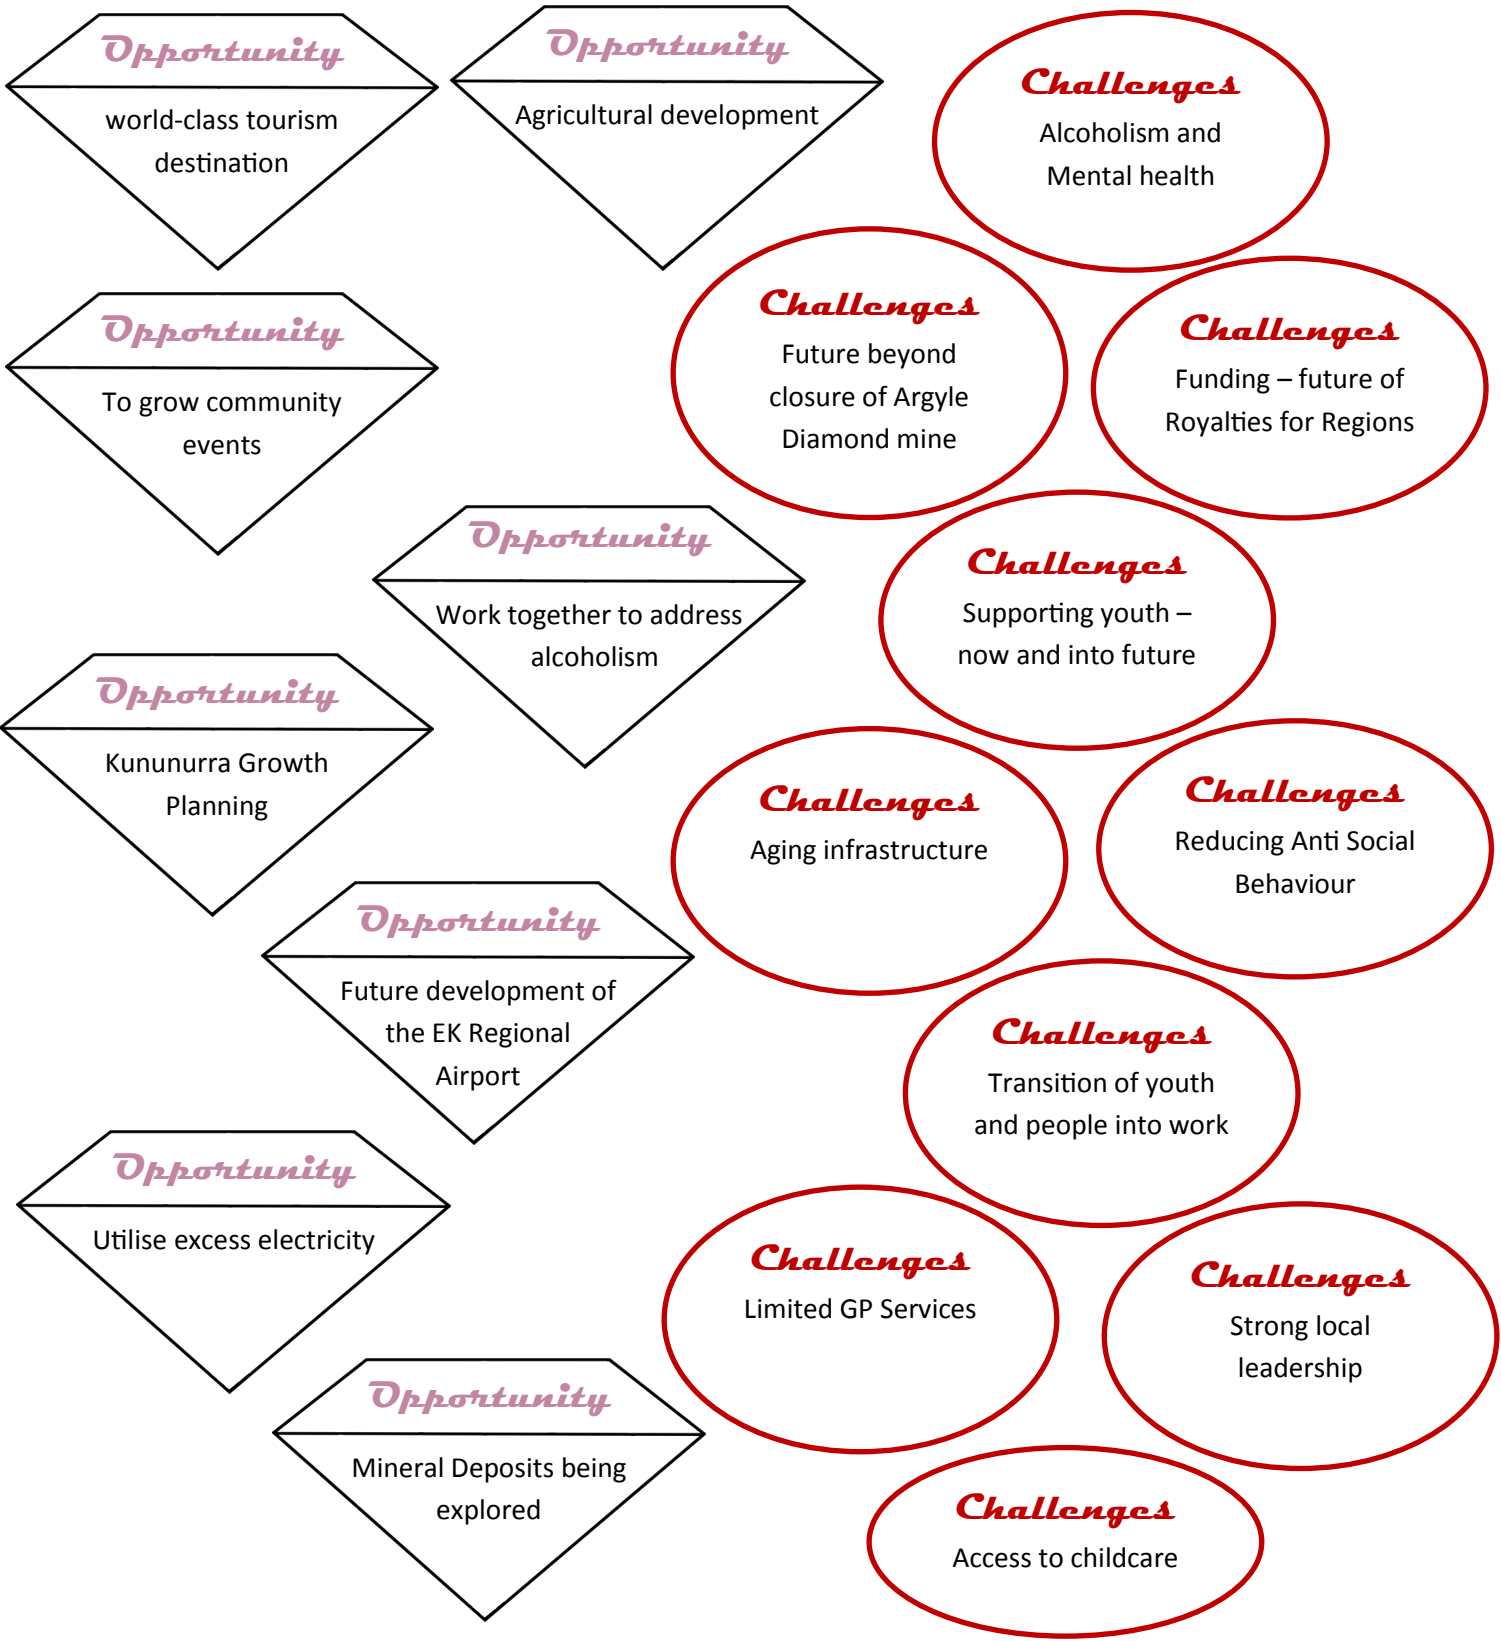 Opportunity
world-class tourism
destination
Opportunity
Agricultural development
Challenges
Alcoholism and
Mental health
Opportunity
To grow community
events
Challenges
Future beyond
closure of Argyle
Diamond mine
Challenges
Funding – future of
Royalties for Regions
Opportunity
Work together to address
alcoholism
Challenges
Supporting youth –
now and into future
Opportunity
Kununurra Growth
Planning
Challenges
Aging infrastructure
Challenges
Reducing Anti Social
Behaviour
Opportunity
Future development of
the EK Regional
Airport
Challenges
Transition of youth
and people into work
Opportunity
Utilise excess electricity
Challenges
Limited GP Services
Challenges
Strong local
leadership
Opportunity
Mineral Deposits being
explored
Challenges
Access to childcare